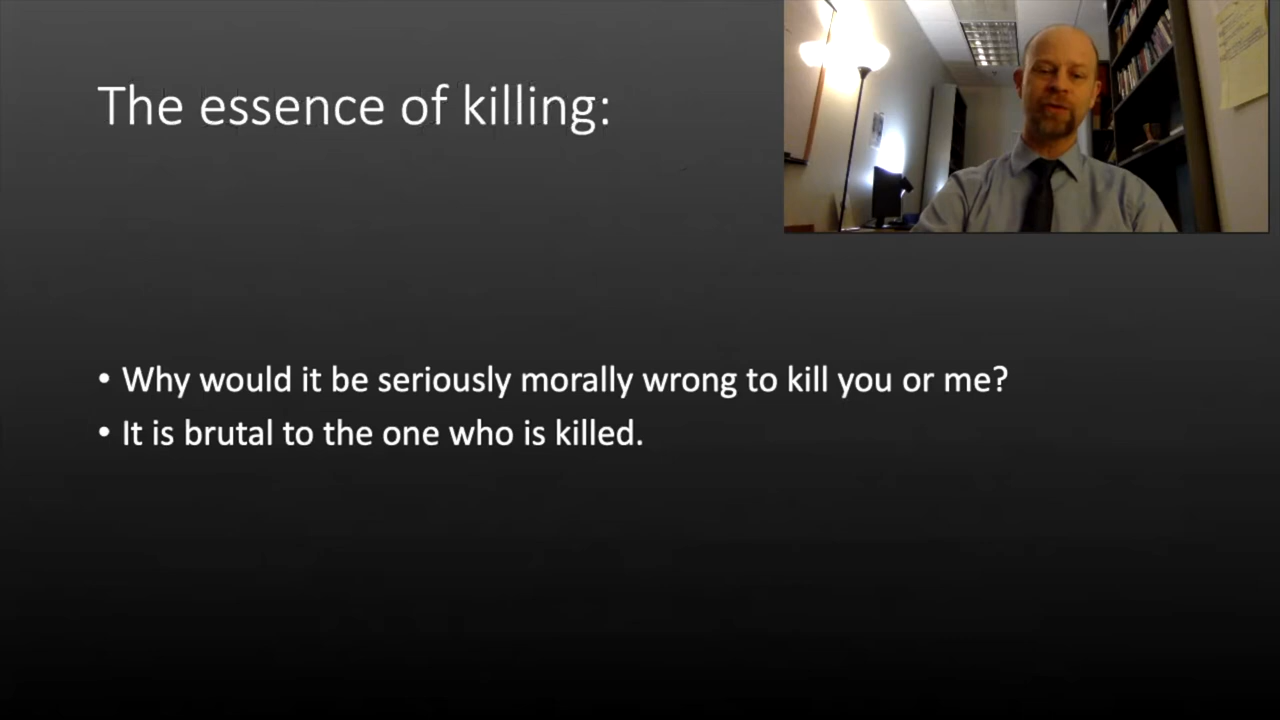 The essence of killing:
• Why would it be seriously morally wrong to kill you or me?
• It is brutal to the one who is killed.